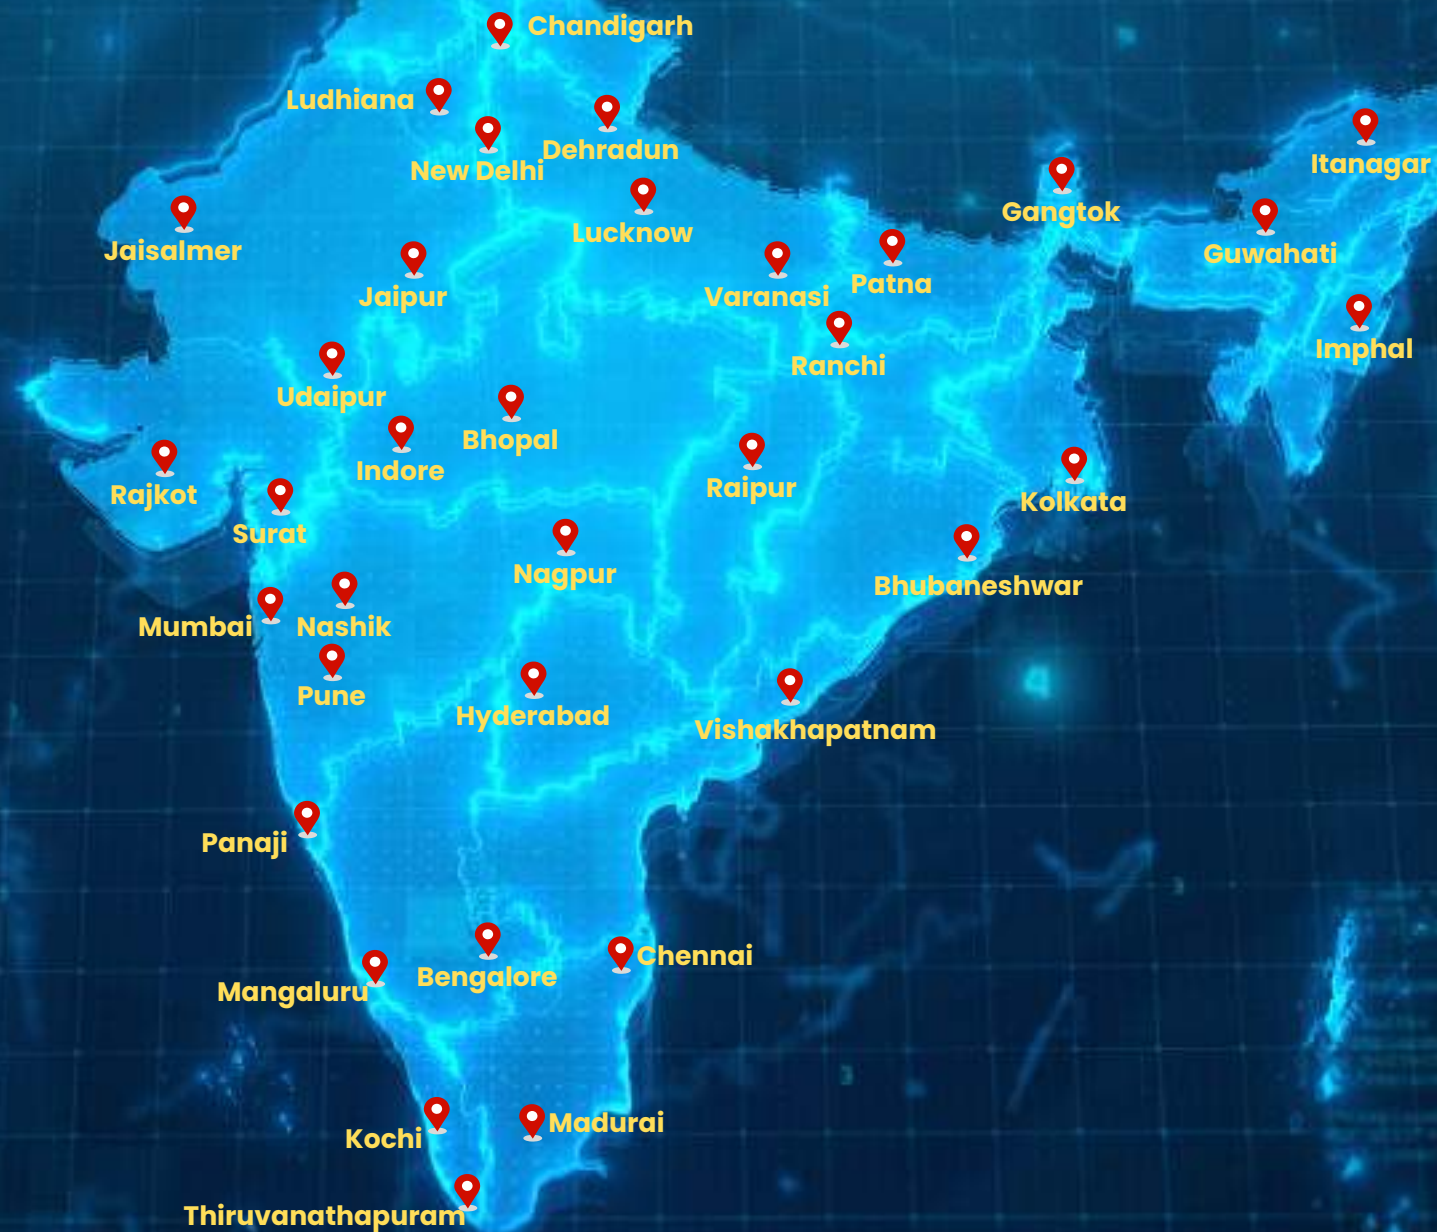 Chandigarh
Ludhiana
Dehradun
New Delhi
Itanagar
Gangtok
Lucknow
Jaisalmer
Guwahati
Patna
Jaipur
Varanasi
Imphal
Ranchi
Udaipur
Bhopal
Indore
Raipur
Rajkot
Kolkata
Surat
Nagpur
Bhubaneshwar
Mumbai
Nashik
Pune
Hyderabad
Vishakhapatnam
Panaji
Chennai
Bengalore
Mangaluru
Madurai
Kochi
Thiruvanathapuram